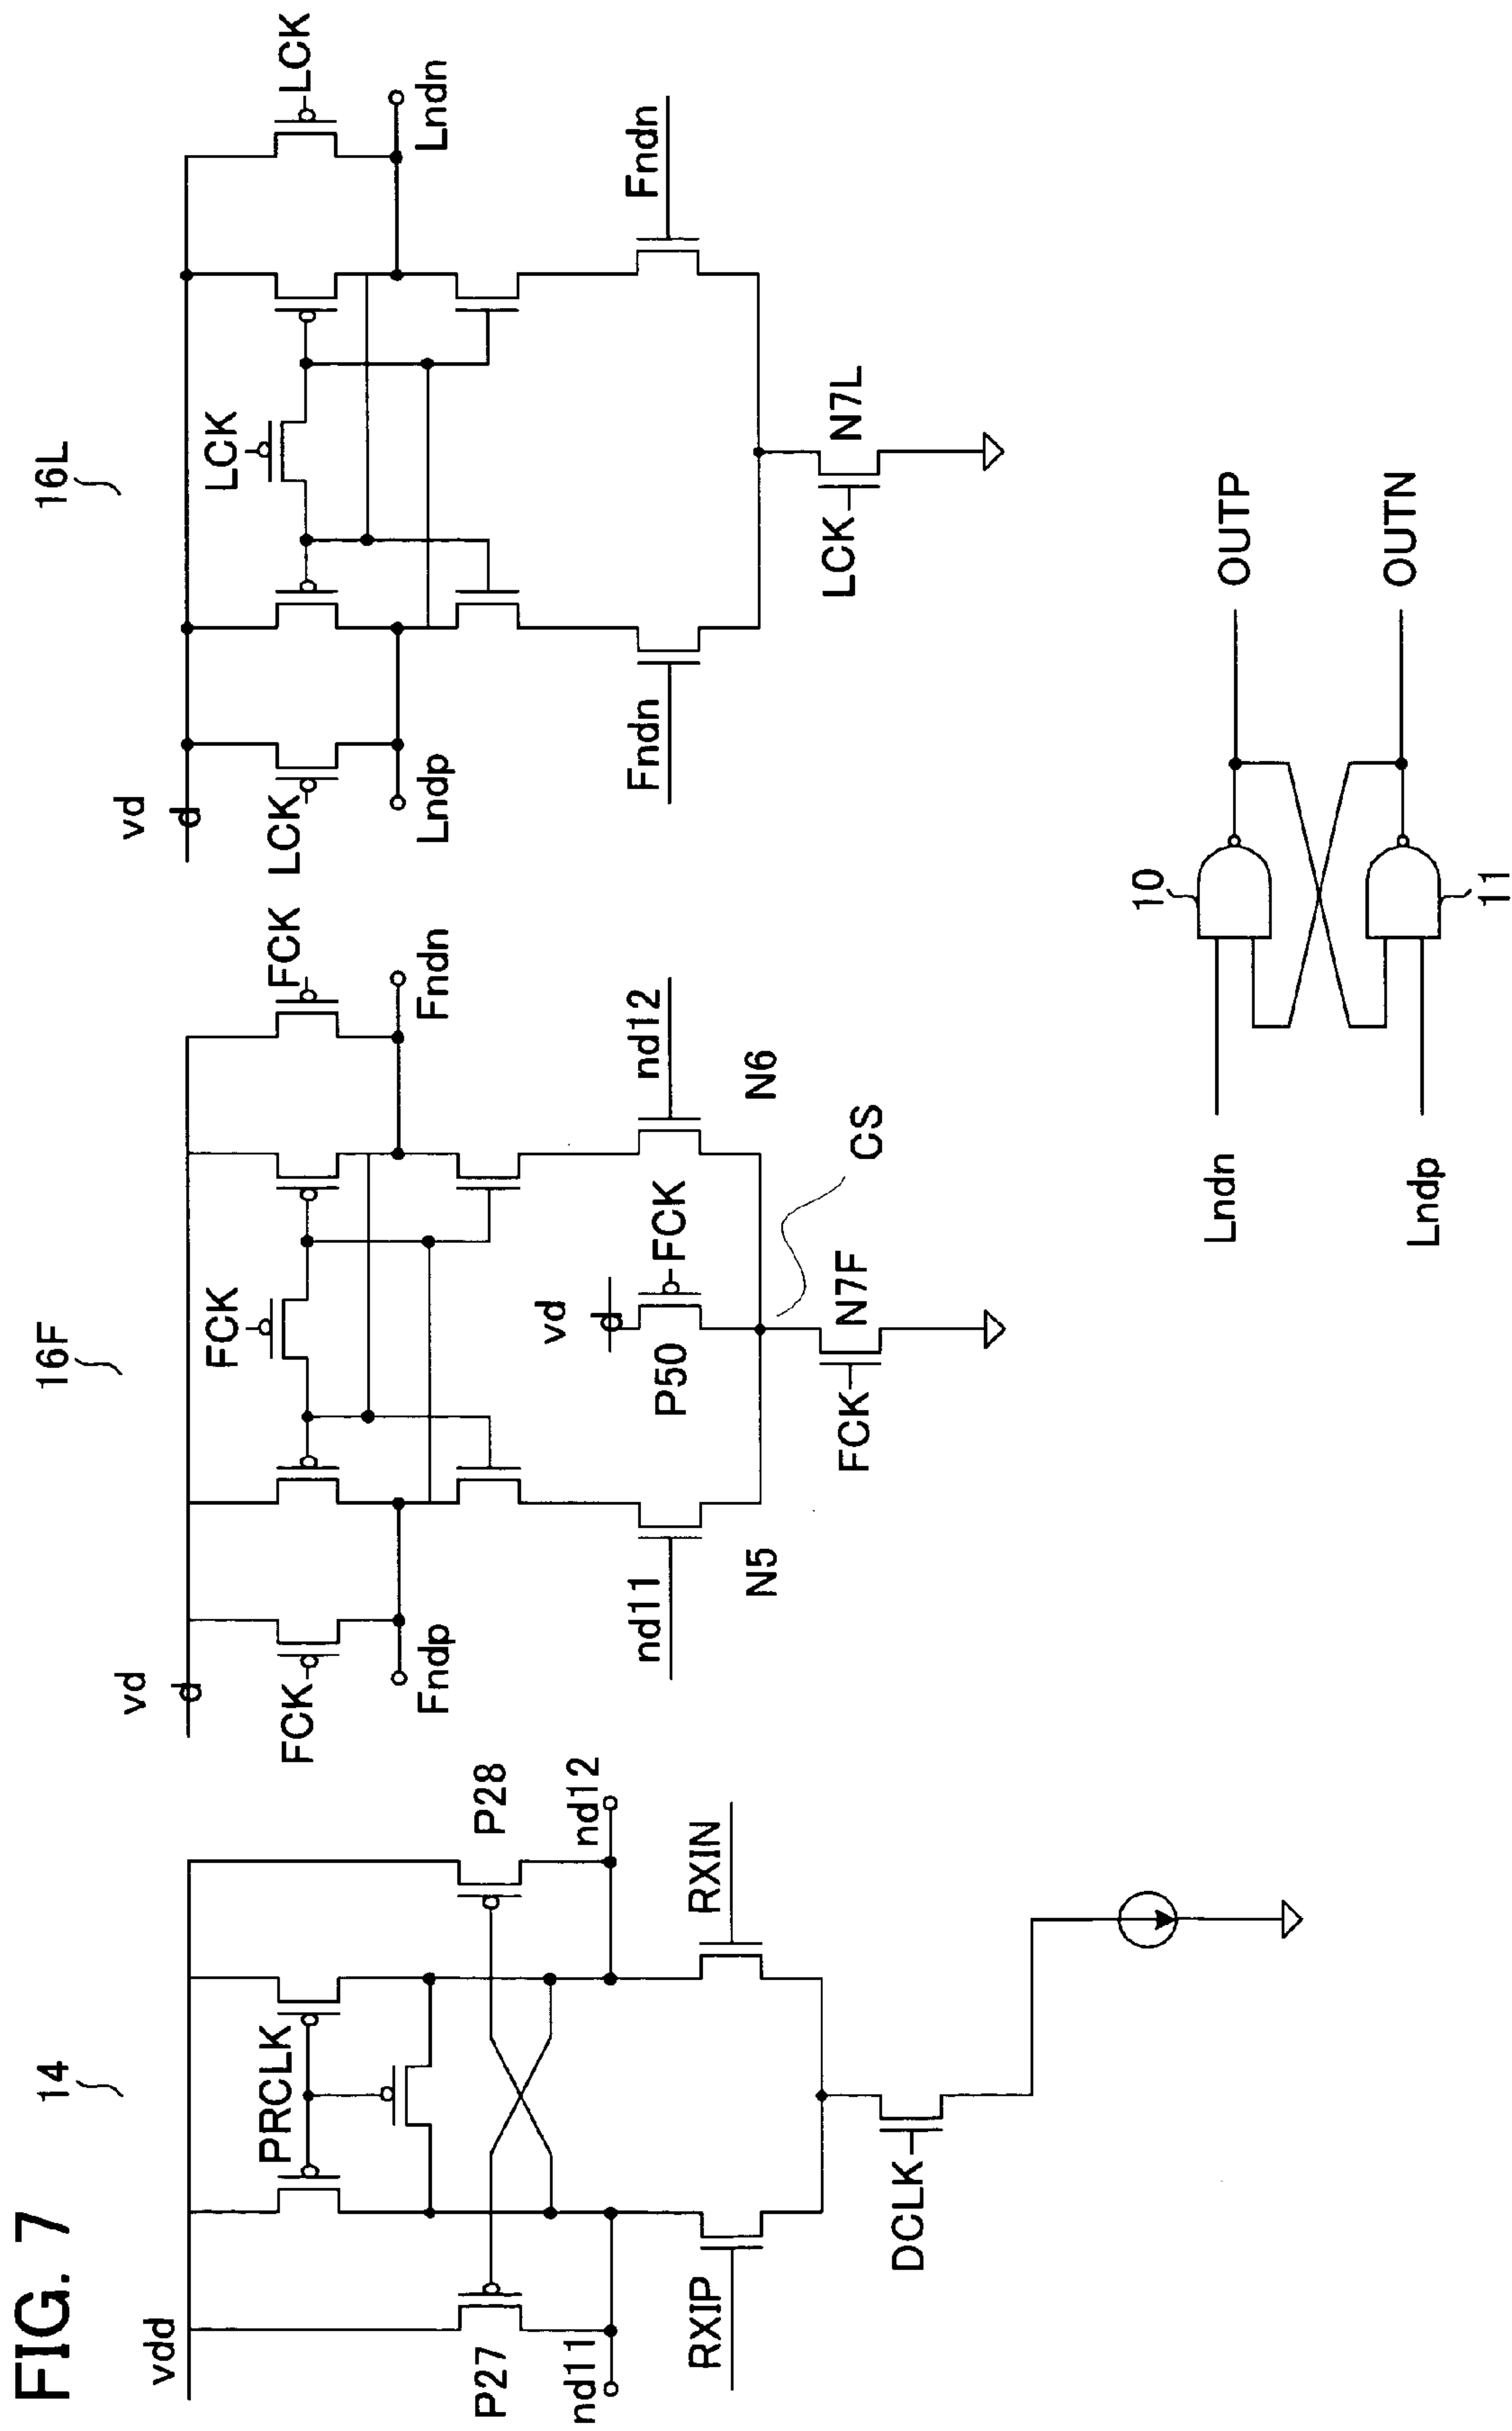 FIG. 7
14
vdd
PRCLK
P27
P28
nd11
nd12
RXIP
RXIN
DCLK
16F
vd
d
FCK
FCK
FCK
Fndp
Fndn
vd
d
FCK
P50
nd11
nd12
N5
N6
CS
FCK
N7F
16L
vd
d
LCK
LCK
LCK
Lndp
Lndn
Fndn
Fndn
LCK
N7L
Lndn
Lndp
10
11
OUTP
OUTN